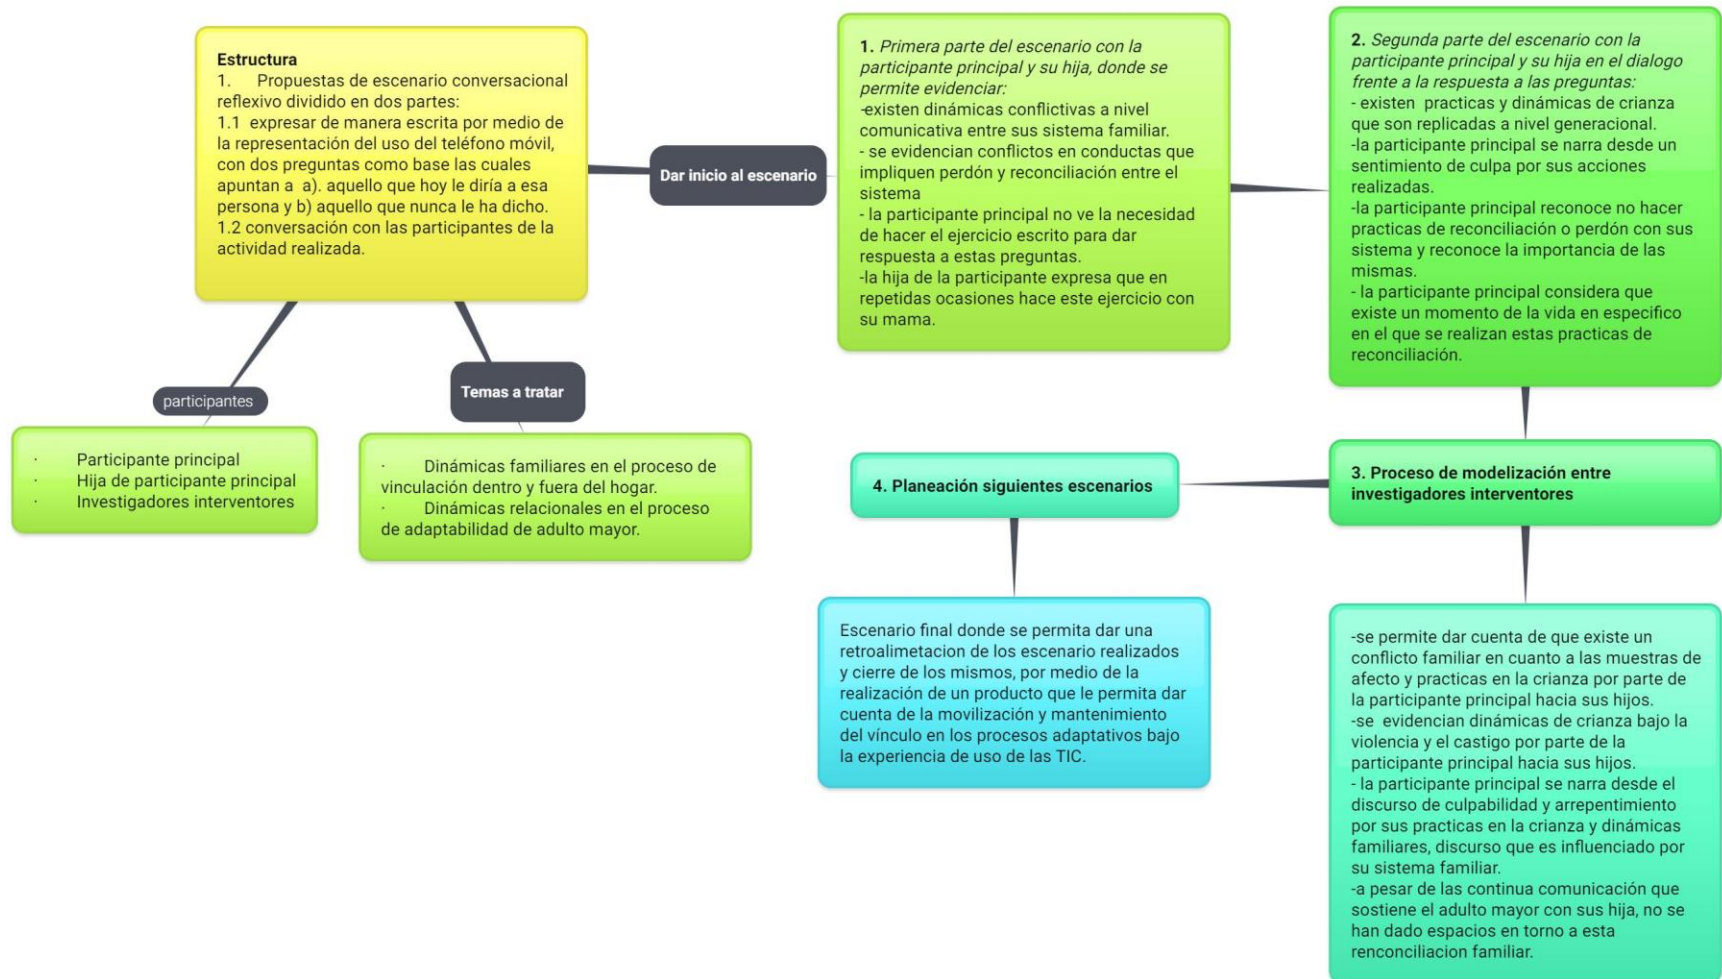 Estructura
1. Propuestas de escenario conversacional
reflexivo dividido en dos partes:
1.1 expresar de manera escrita por medio de
la representación del uso del teléfono móvil,
con dos preguntas como base las cuales
apuntan a a). aquello que hoy le diría a esa
persona y b) aquello que nunca le ha dicho.
1.2 conversación con las participantes de la
actividad realizada.
participantes
· Participante principal
· Hija de participante principal
· Investigadores interventores
Temas a tratar
· Dinámicas familiares en el proceso de
vinculación dentro y fuera del hogar.
· Dinámicas relacionales en el proceso
de adaptabilidad de adulto mayor.
Dar inicio al escenario
1. Primera parte del escenario con la
participante principal y su hija, donde se
permite evidenciar:
-existen dinámicas conflictivas a nivel
comunicativa entre sus sistema familiar.
- se evidencian conflictos en conductas que
impliquen perdón y reconciliación entre el
sistema
- la participante principal no ve la necesidad
de hacer el ejercicio escrito para dar
respuesta a estas preguntas.
-la hija de la participante expresa que en
repetidas ocasiones hace este ejercicio con
su mama.
2. Segunda parte del escenario con la
participante principal y su hija en el dialogo
frente a la respuesta a las preguntas:
- existen practicas y dinámicas de crianza
que son replicadas a nivel generacional.
-la participante principal se narra desde un
sentimiento de culpa por sus acciones
realizadas.
-la participante principal reconoce no hacer
practicas de reconciliación o perdón con sus
sistema y reconoce la importancia de las
mismas.
- la participante principal considera que
existe un momento de la vida en especifico
en el que se realizan estas practicas de
reconciliación.
3. Proceso de modelización entre
investigadores interventores
-se permite dar cuenta de que existe un
conflicto familiar en cuanto a las muestras de
afecto y practicas en la crianza por parte de
la participante principal hacia sus hijos.
-se evidencian dinámicas de crianza bajo la
violencia y el castigo por parte de la
participante principal hacia sus hijos.
- la participante principal se narra desde el
discurso de culpabilidad y arrepentimiento
por sus practicas en la crianza y dinámicas
familiares, discurso que es influenciado por
su sistema familiar.
-a pesar de las continua comunicación que
sostiene el adulto mayor con sus hija, no se
han dado espacios en torno a esta
renconciliacion familiar.
4. Planeación siguientes escenarios
Escenario final donde se permita dar una
retroalimetacion de los escenario realizados
y cierre de los mismos, por medio de la
realización de un producto que le permita dar
cuenta de la movilización y mantenimiento
del vínculo en los procesos adaptativos bajo
la experiencia de uso de las TIC.